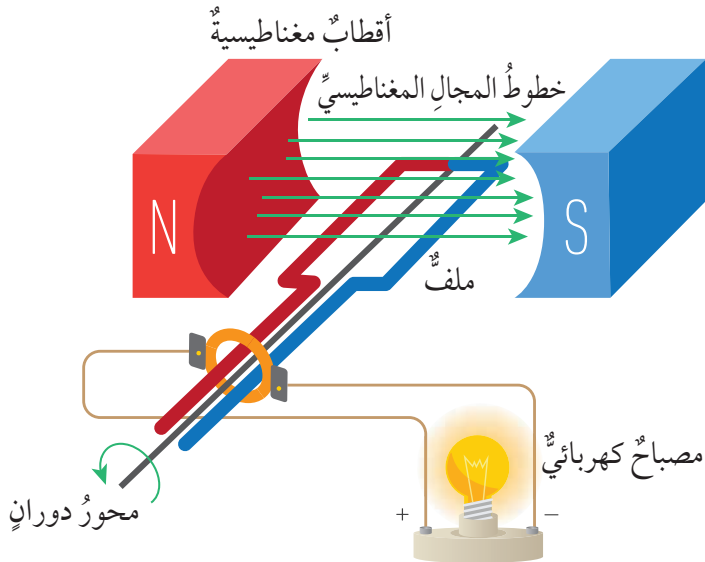 أقطابٌ مغناطيسيةٌ
خطوطُ المجالِ المغناطيسيِّ
N
S
ملفٌّ
مصباحٌ كهربائيٌّ
+
−
محورُ دورانٍ